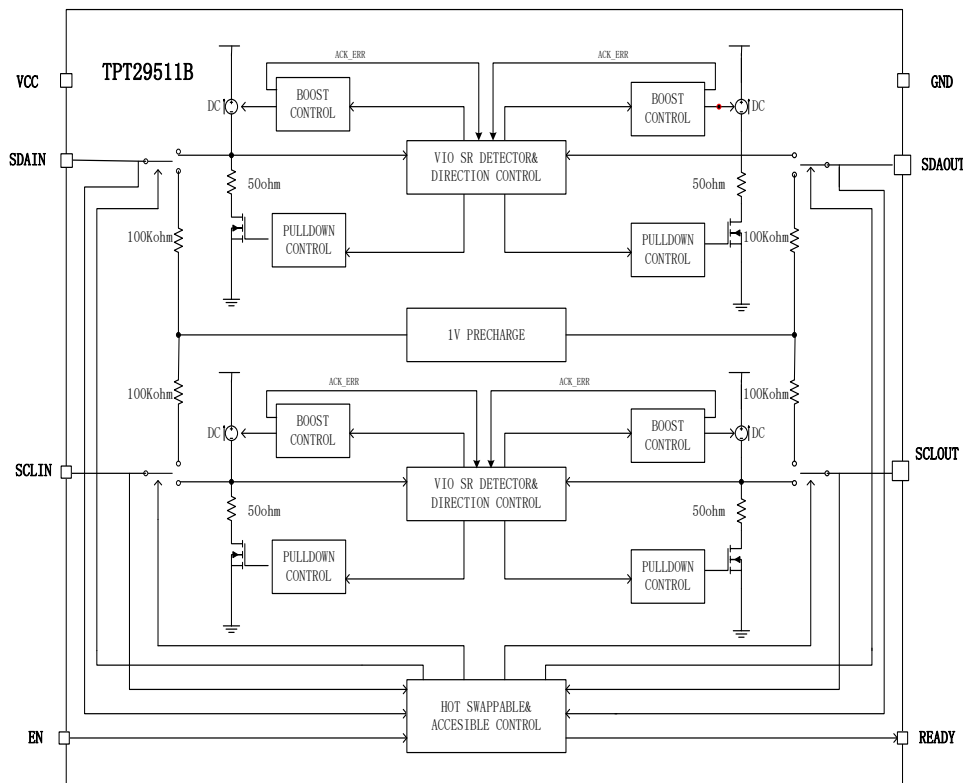 TPT29511B
VCC
GND
ACK_ERR
ACK_ERR
BOOST
CONTROL
BOOST
CONTROL
DC
DC
SDAIN
SDAOUT
VIO SR DETECTOR&
DIRECTION CONTROL
50ohm
50ohm
PULLDOWN
CONTROL
PULLDOWN
CONTROL
100Kohm
100Kohm
1V PRECHARGE
100Kohm
100Kohm
ACK_ERR
ACK_ERR
BOOST
CONTROL
BOOST
CONTROL
DC
DC
SCLIN
SCLOUT
VIO SR DETECTOR&
DIRECTION CONTROL
50ohm
50ohm
PULLDOWN
CONTROL
PULLDOWN
CONTROL
HOT SWAPPABLE&
ACCESIBLE CONTROL
EN
READY